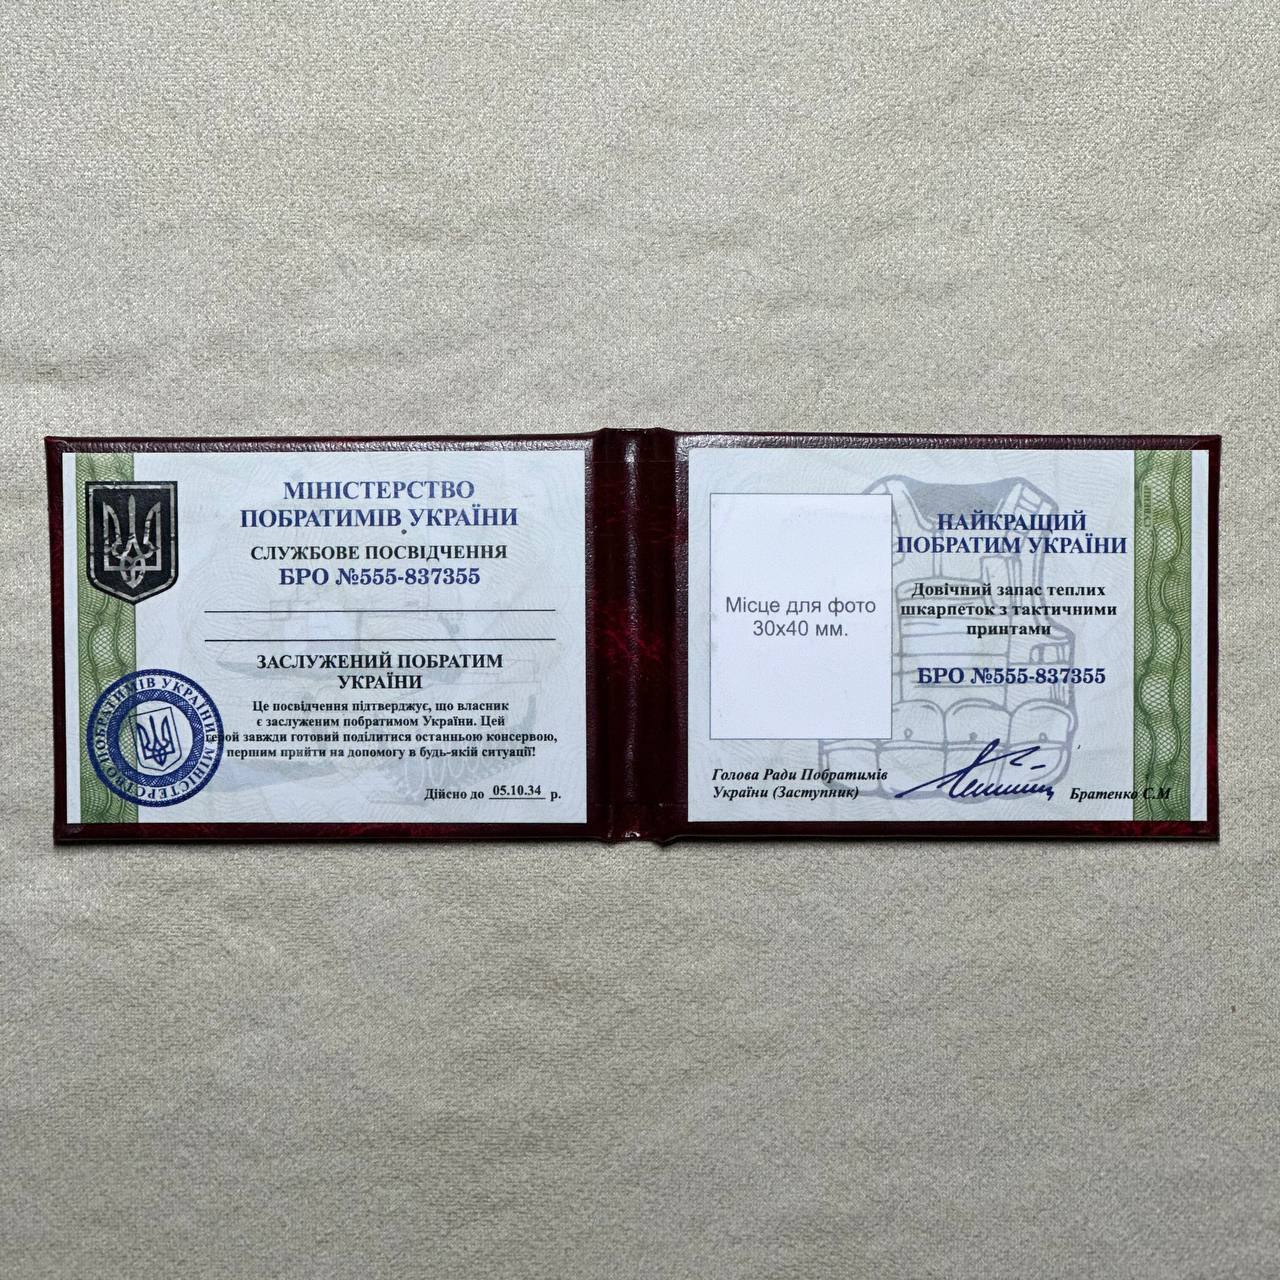 МІНІСТЕРСТВО
ПОБРАТИМІВ УКРАЇНИ
СЛУЖБОВЕ ПОСВІДЧЕННЯ
БРО №555-837355
ЗАСЛУЖЕНИЙ ПОБРАТИМ
УКРАЇНИ
Це посвідчення підтверджує, що власник
є заслуженим побратимом України. Цей
герой завжди готовий поділитися останньою консервою,
першим прийти на допомогу в будь-якій ситуації!
Дійсно до 05.10.34 р.
МІНІСТЕРСТВО ПОБРАТИМІВ УКРАЇНИ
Місце для фото
30х40 мм.
НАЙКРАЩИЙ
ПОБРАТИМ УКРАЇНИ
Довічний запас теплих
шкарпеток з тактичними
принтами
БРО №555-837355
Голова Ради Побратимів
України (Заступник)
Братенко С.М